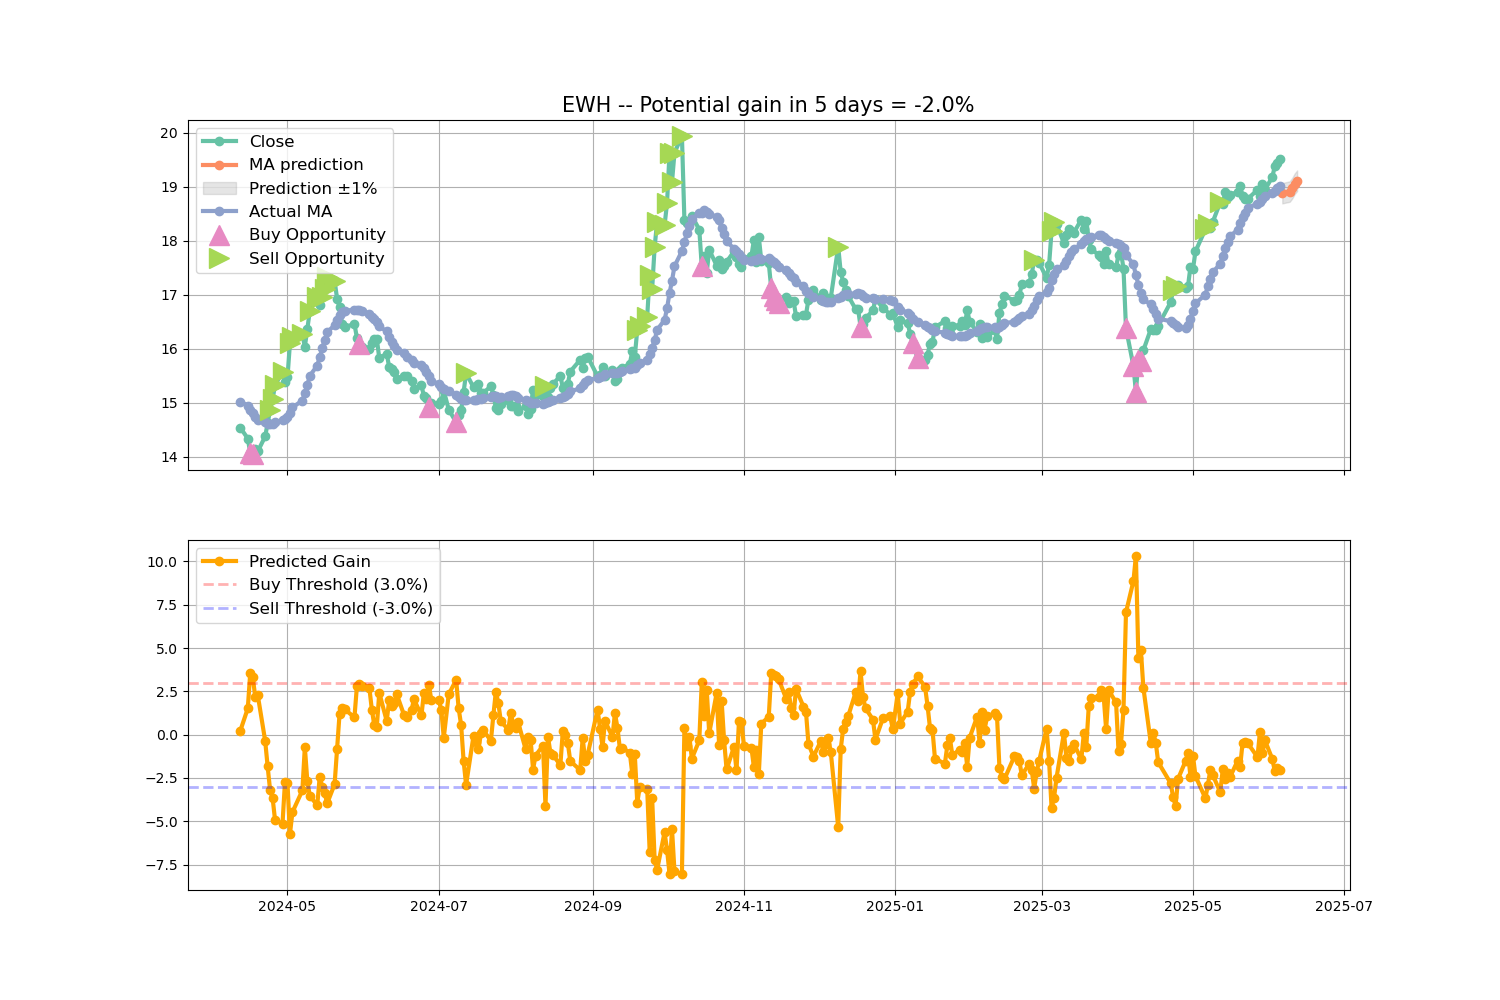 EWH -- Potential gain in 5 days = -2.0%
20
19
18
17
16
15
14
Close
MA prediction
Prediction ±1%
Actual MA
Buy Opportunity
Sell Opportunity
10.0
7.5
5.0
2.5
0.0
−2.5
−5.0
−7.5
Predicted Gain
Buy Threshold (3.0%)
Sell Threshold (-3.0%)
2024-05 2024-07 2024-09 2024-11 2025-01 2025-03 2025-05 2025-07